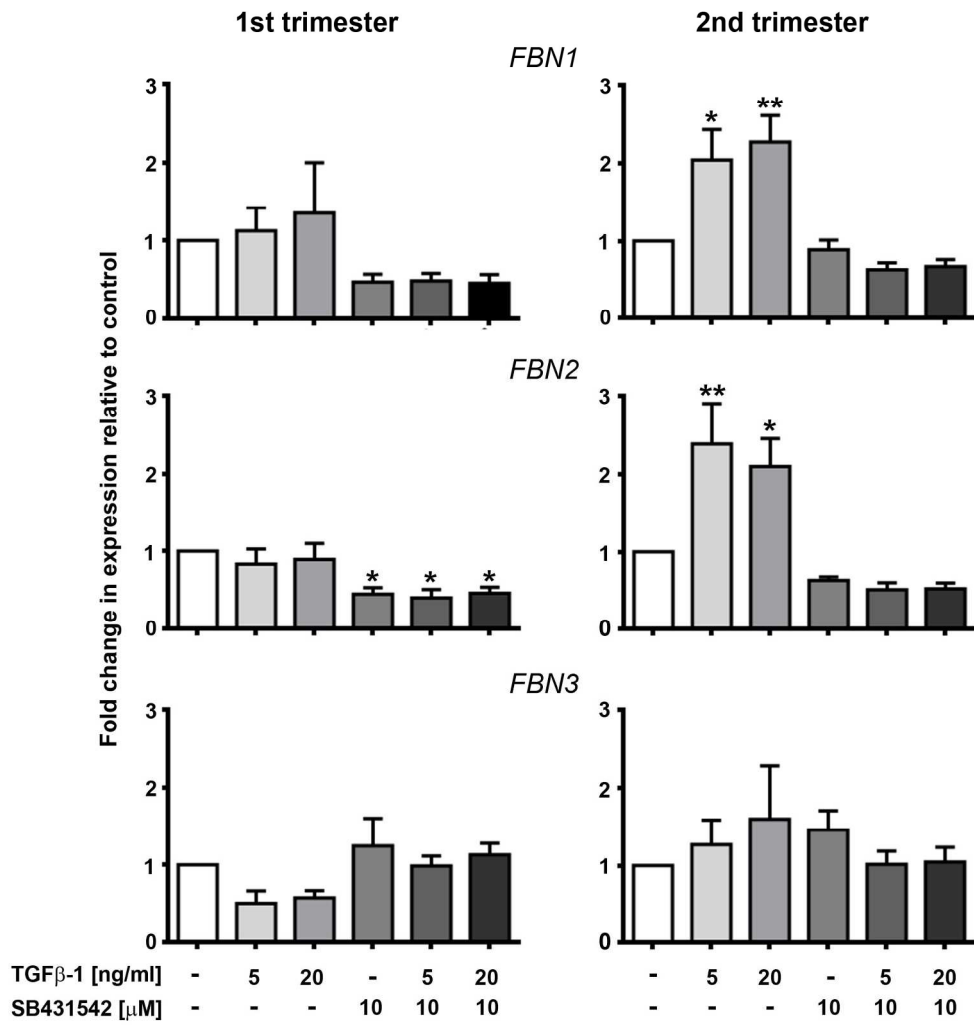 1st trimester 2nd trimester
FBN1
3 3
* **
2 2
1 1
0 0
FBN2
3 3
** *
2 2
1 1
* * *
0 0
FBN3
3 3
2 2
1 1
0 0
Fold change in expression relative to control
TGFβ-1 [ng/ml] - 5 20 - 5 20 - 5 20 - 5 20
SB431542 [μM] - - - 10 10 10 - - - 10 10 10